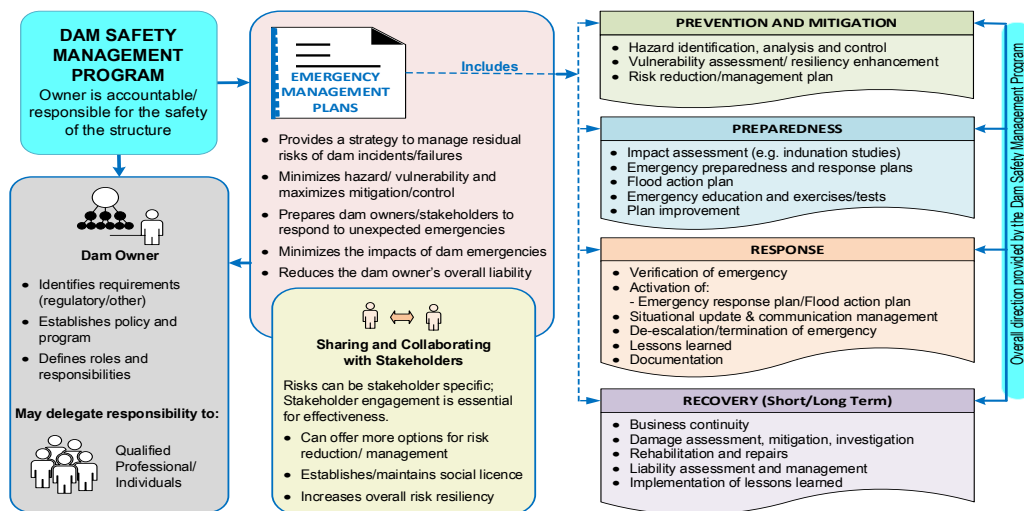 DAM SAFETY
MANAGEMENT
PROGRAM
Owner is accountable/
responsible for the safety
of the structure
Dam Owner
• Identifies requirements
(regulatory/other)
• Establishes policy and
program
• Defines roles and
responsibilities
May delegate responsibility to:
Qualified
Professional/
Individuals
EMERGENCY
MANAGEMENT
PLANS
Includes
• Provides a strategy to manage residual
risks of dam incidents/failures
• Minimizes hazard/ vulnerability and
maximizes mitigation/control
• Prepares dam owners/stakeholders to
respond to unexpected emergencies
• Minimizes the impacts of dam emergencies
• Reduces the dam owner's overall liability
Sharing and Collaborating
with Stakeholders
Risks can be stakeholder specific;
Stakeholder engagement is essential
for effectiveness.
• Can offer more options for risk
reduction/ management
• Establishes/maintains social licence
• Increases overall risk resiliency
PREVENTION AND MITIGATION
• Hazard identification, analysis and control
• Vulnerability assessment/ resiliency enhancement
• Risk reduction/management plan
PREPAREDNESS
• Impact assessment (e.g. indunation studies)
• Emergency preparedness and response plans
• Flood action plan
• Emergency education and exercises/tests
• Plan improvement
RESPONSE
• Verification of emergency
• Activation of:
- Emergency response plan/Flood action plan
• Situational update & communication management
• De-escalation/termination of emergency
• Lessons learned
• Documentation
RECOVERY (Short/Long Term)
• Business continuity
• Damage assessment, mitigation, investigation
• Rehabilitation and repairs
• Liability assessment and management
• Implementation of lessons learned
Overall direction provided by the Dam Safety Management Program